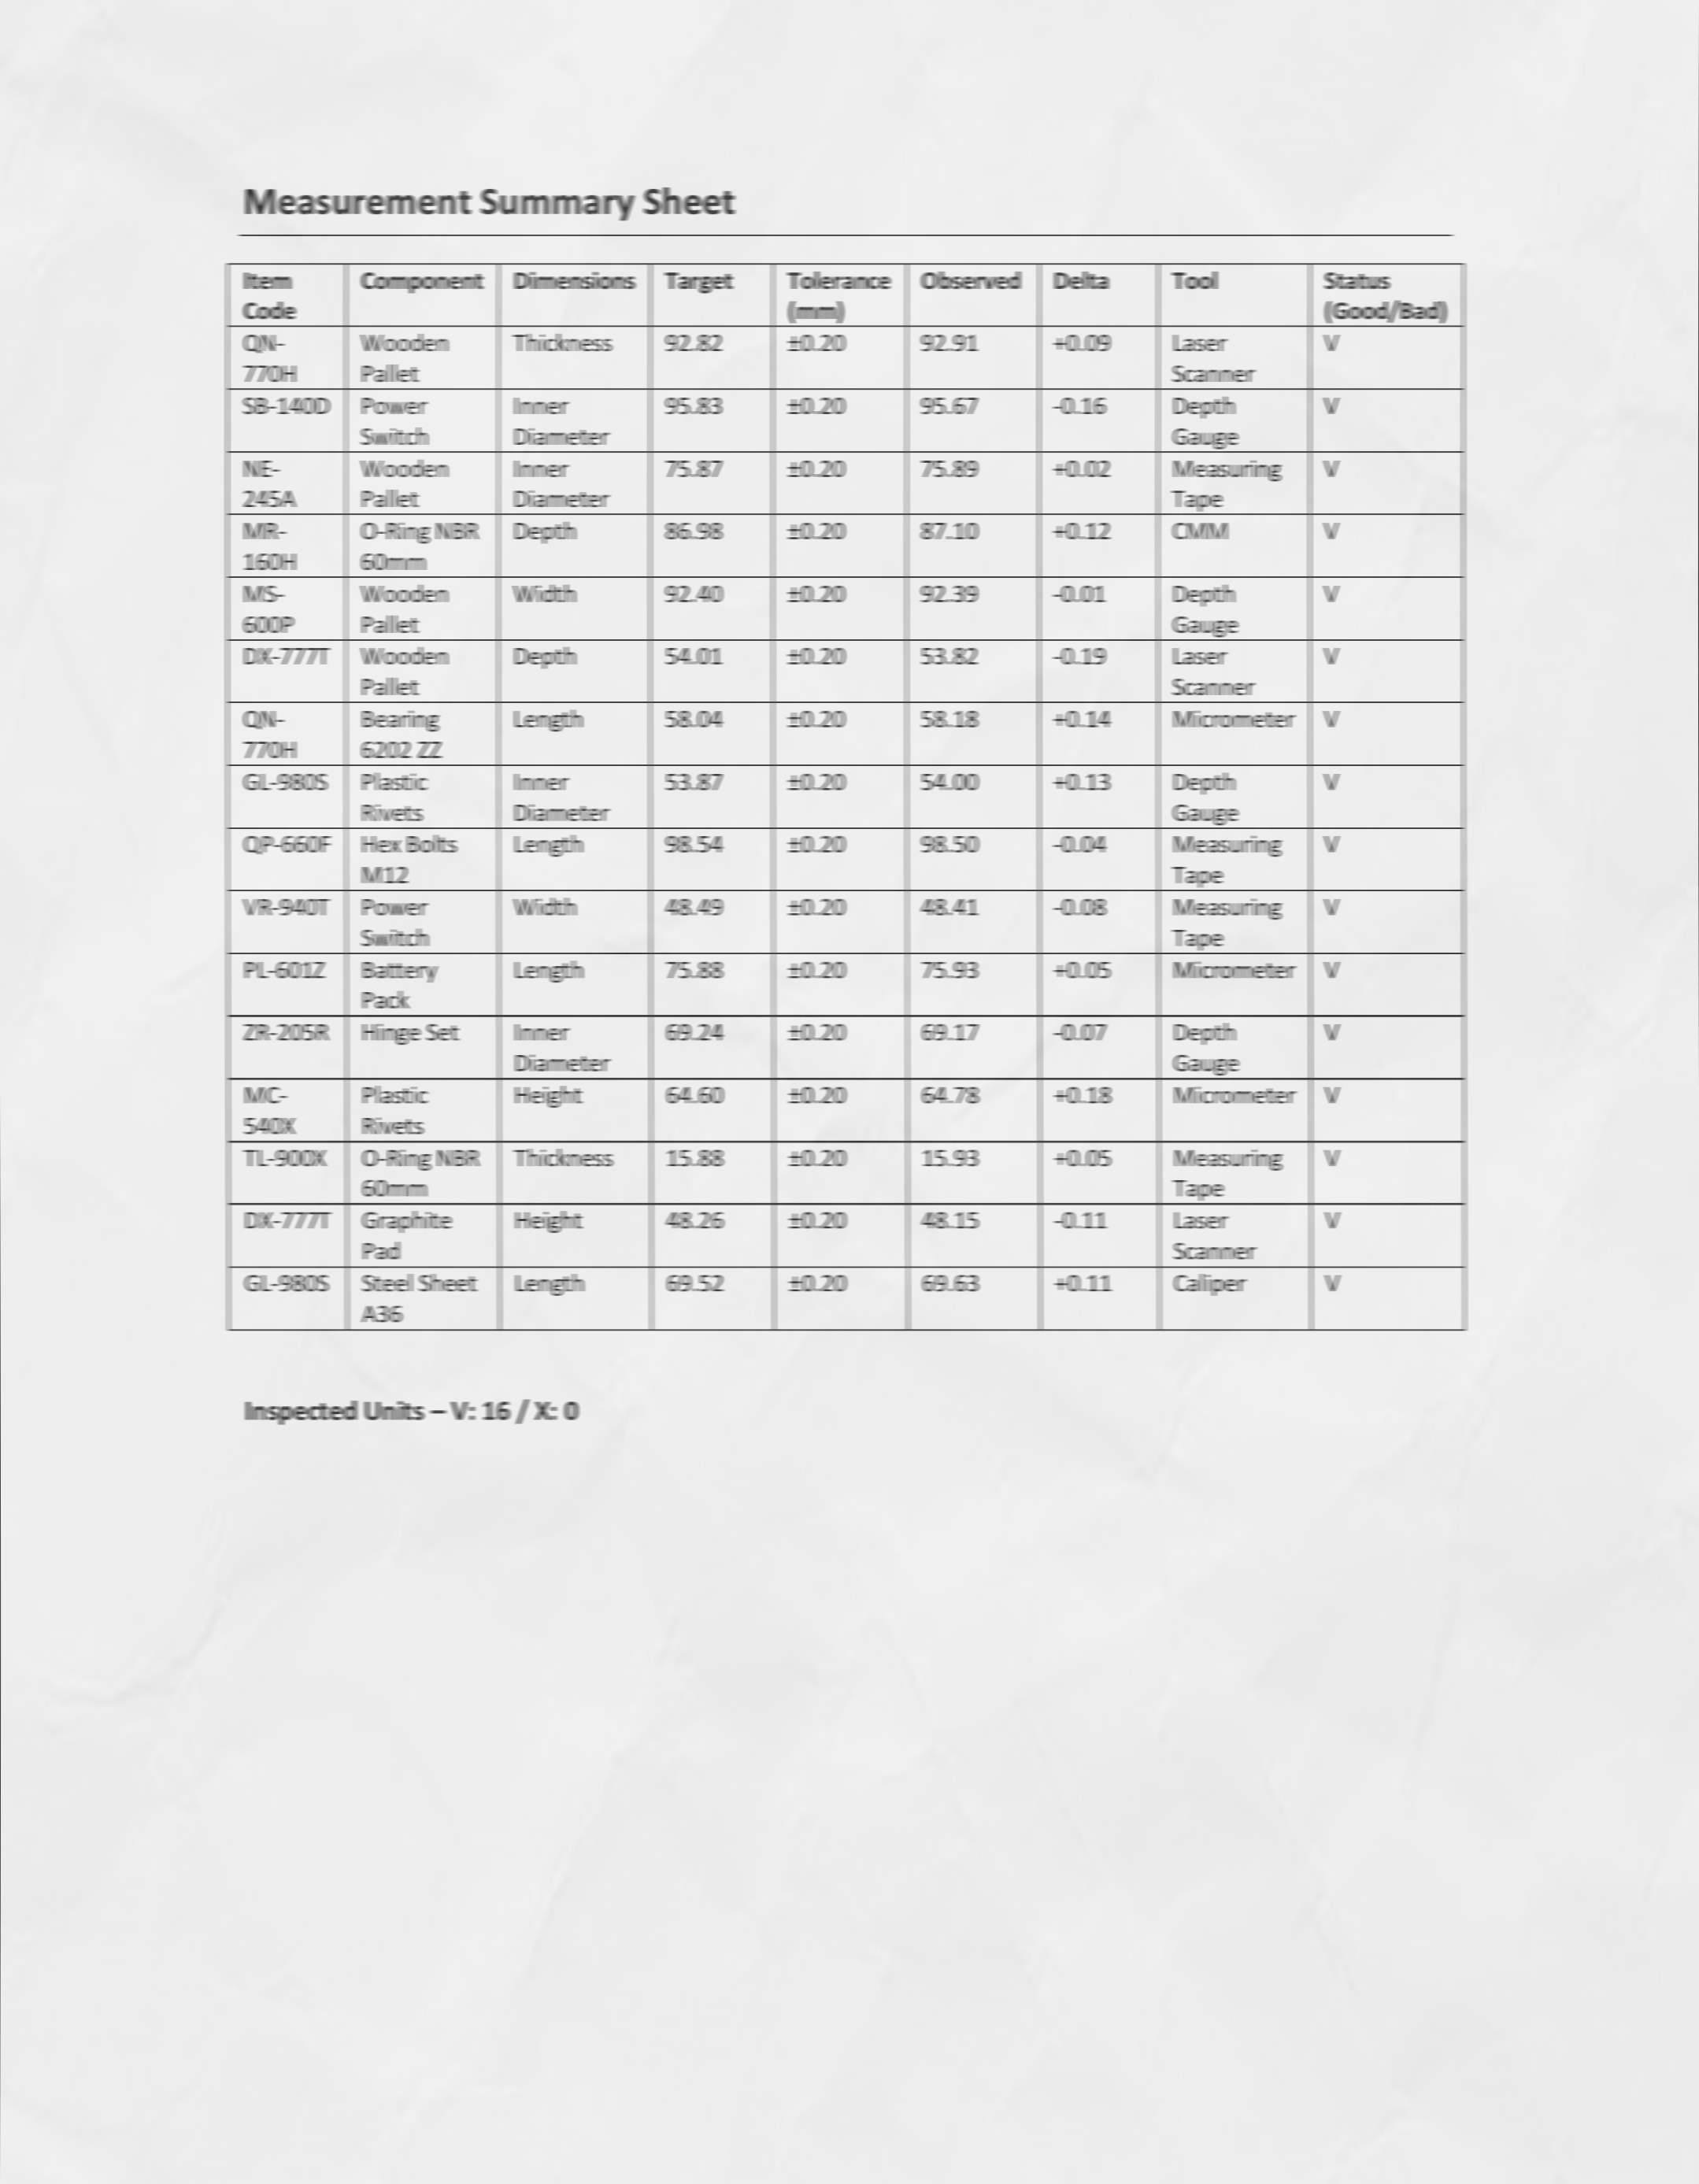 Measurement Summary Sheet
Item Code Component Dimensions Target Tolerance (mm) Observed Delta Tool Status (Good/Bad)
QN-770H Wooden Pallet Thickness 92.82 ±0.20 92.91 +0.09 Laser Scanner V
SB-140D Power Switch Inner Diameter 95.83 ±0.20 95.67 -0.16 Depth Gauge V
NE-245A Wooden Pallet Inner Diameter 75.87 ±0.20 75.89 +0.02 Measuring Tape V
MR-160H O-Ring NBR 60mm Depth 86.98 ±0.20 87.10 +0.12 CMM V
MS-600P Wooden Pallet Width 92.40 ±0.20 92.39 -0.01 Depth Gauge V
DX-777T Wooden Pallet Depth 54.01 ±0.20 53.82 -0.19 Laser Scanner V
QN-770H Bearing 6202 ZZ Length 58.04 ±0.20 58.18 +0.14 Micrometer V
GL-980S Plastic Rivets Inner Diameter 53.87 ±0.20 54.00 +0.13 Depth Gauge V
QP-660F Hex Bolts M12 Length 98.54 ±0.20 98.50 -0.04 Measuring Tape V
VR-940T Power Switch Width 48.49 ±0.20 48.41 -0.08 Measuring Tape V
PL-601Z Battery Pack Length 75.88 ±0.20 75.93 +0.05 Micrometer V
ZR-205R Hinge Set Inner Diameter 69.24 ±0.20 69.17 -0.07 Depth Gauge V
MC-540X Plastic Rivets Height 64.60 ±0.20 64.78 +0.18 Micrometer V
TL-900X O-Ring NBR 60mm Thickness 15.88 ±0.20 15.93 +0.05 Measuring Tape V
DX-777T Graphite Pad Height 48.26 ±0.20 48.15 -0.11 Laser Scanner V
GL-980S Steel Sheet A36 Length 69.52 ±0.20 69.63 +0.11 Caliper V
Inspected Units – V: 16 / X: 0